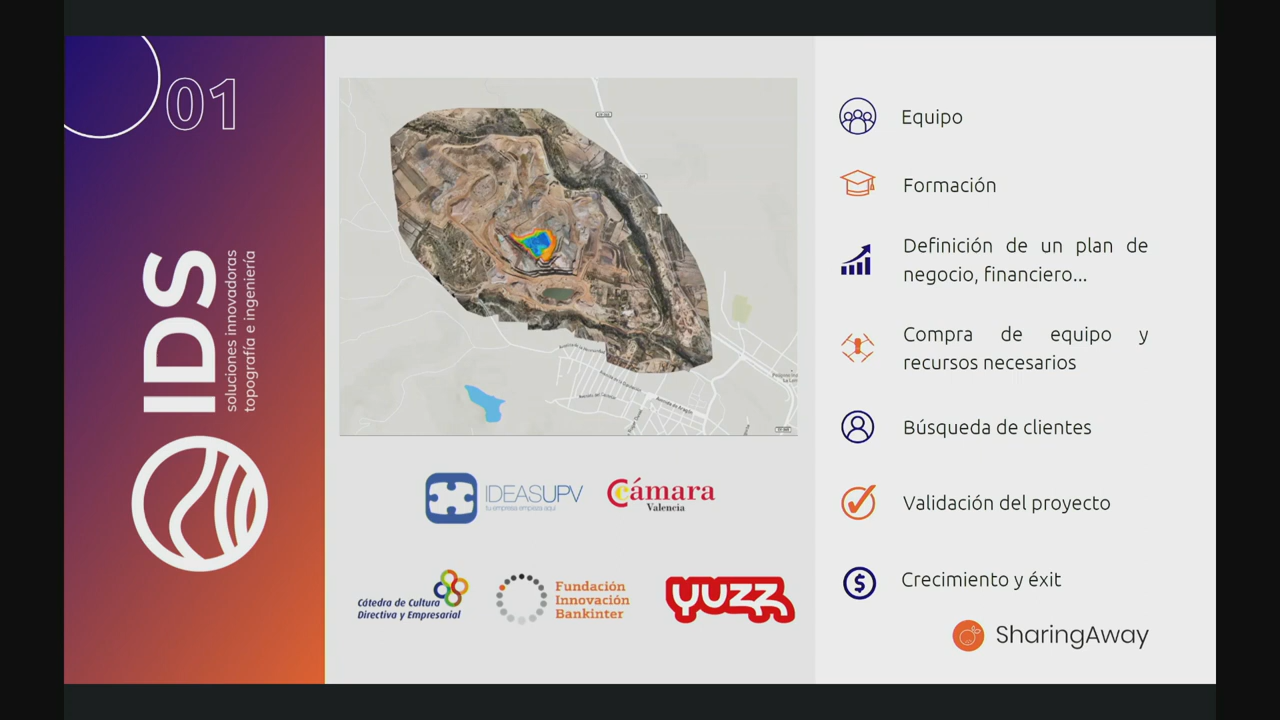 01
IDS
soluciones innovadoras
topografía e ingeniería
IDEASUPV
tu empresa empieza aquí
Cámara
Valencia
Cátedra de Cultura
Directiva y Empresarial
Fundación
Innovación
Bankinter
YUZZ
Equipo
Formación
Definición de un plan de
negocio, financiero...
Compra de equipo y
recursos necesarios
Búsqueda de clientes
Validación del proyecto
Crecimiento y éxit
SharingAway